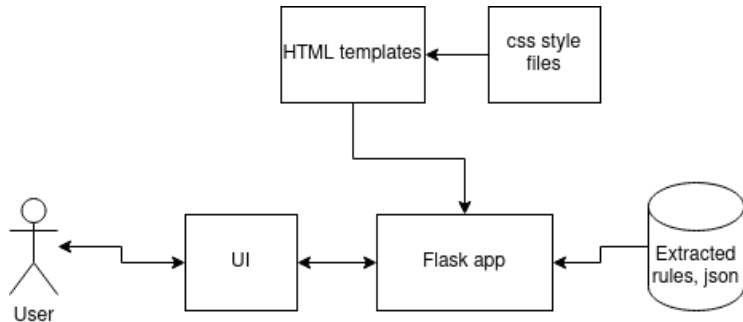 HTML templates
css style
files
UI
Flask app
Extracted
rules, json
User